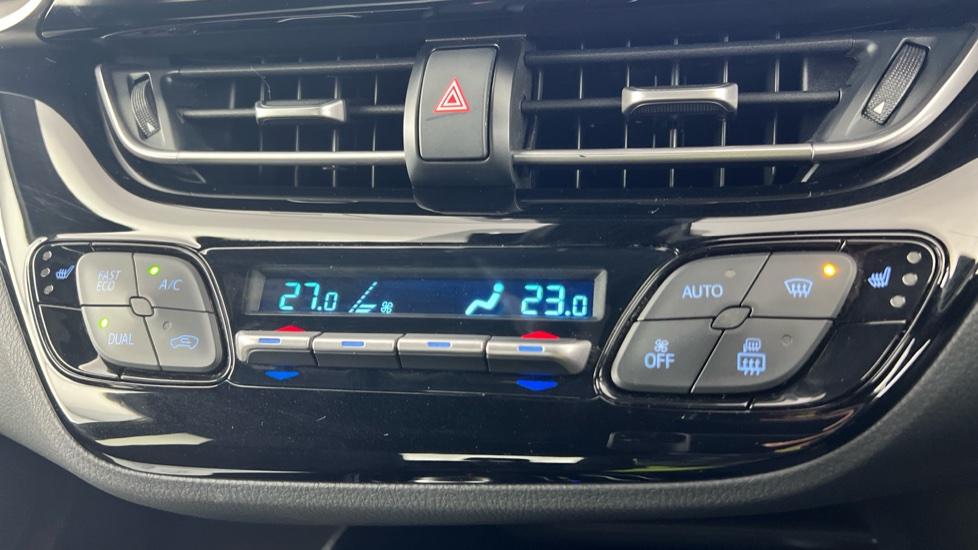 27.0 23.0
FAST
ECO
A/C
DUAL
AUTO
OFF